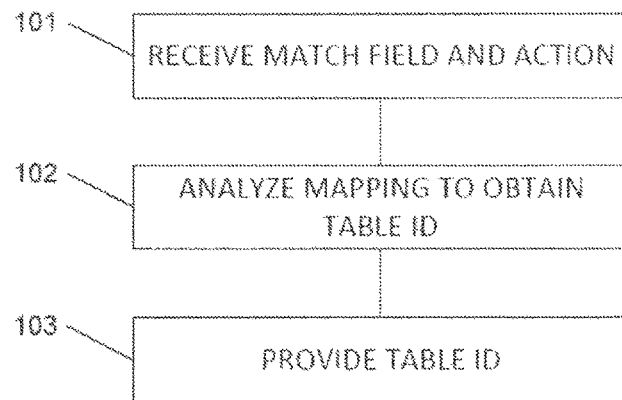 101
RECEIVE MATCH FIELD AND ACTION
102
ANALYZE MAPPING TO OBTAIN
TABLE ID
103
PROVIDE TABLE ID